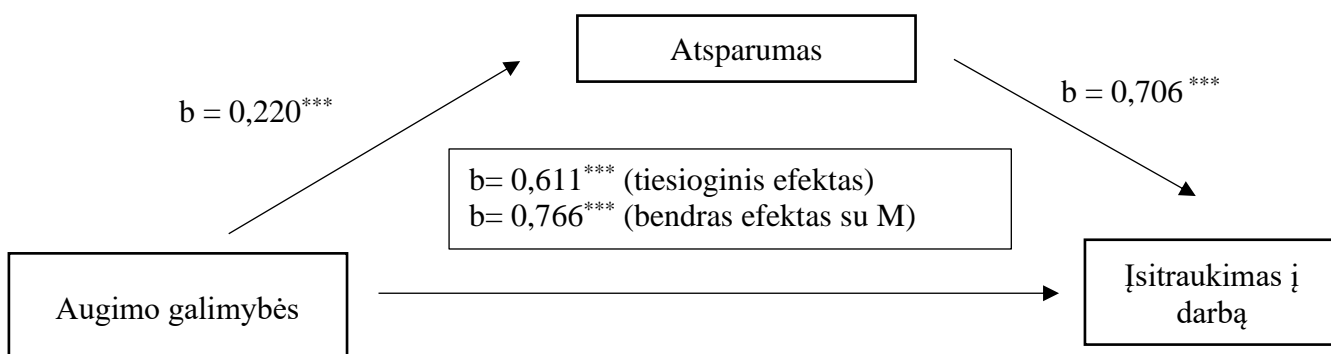 Atsparumas
b = 0,220***
b = 0,706 ***
b= 0,611*** (tiesioginis efektas)
b= 0,766*** (bendras efektas su M)
Augimo galimybės
Įsitraukimas į
darbą